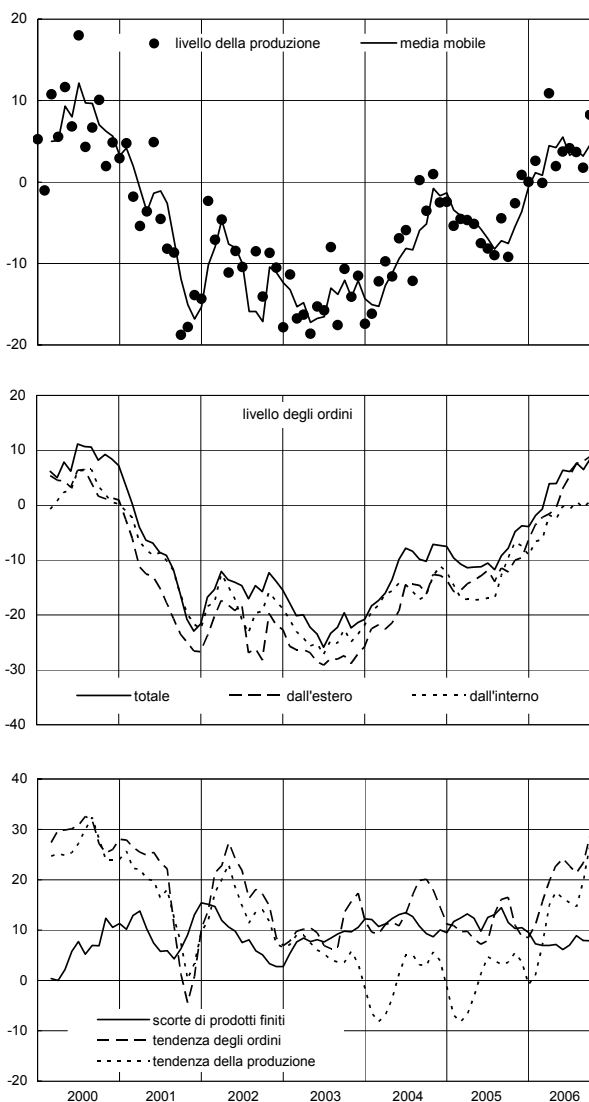 20
livello della produzione media mobile
10
0
-10
-20
20
livello degli ordini
10
0
-10
-20
-30
totale dall'estero dall'interno
-40
40
30
20
10
0
-10
scorte di prodotti finiti
tendenza degli ordini
tendenza della produzione
-20
2000 2001 2002 2003 2004 2005 2006